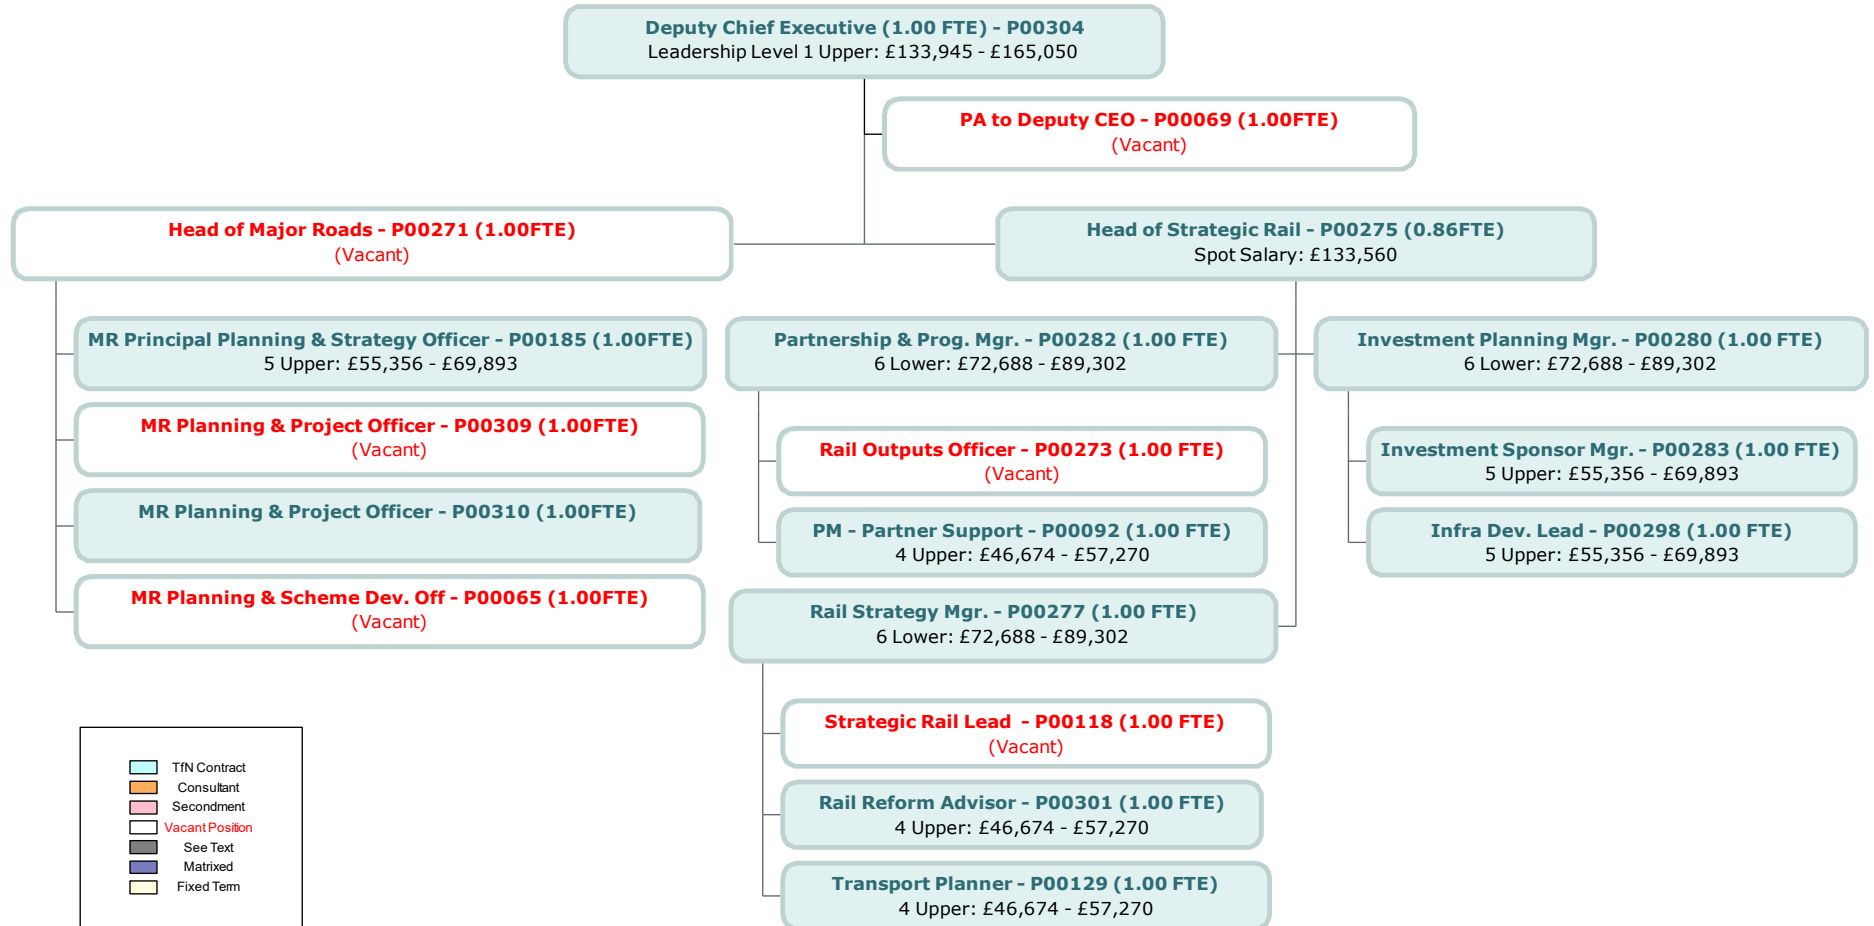 Deputy Chief Executive (1.00 FTE) - P00304
Leadership Level 1 Upper: £133,945 - £165,050
PA to Deputy CEO - P00069 (1.00FTE)
(Vacant)
Head of Major Roads - P00271 (1.00FTE)
(Vacant)
Head of Strategic Rail - P00275 (0.86FTE)
Spot Salary: £133,560
MR Principal Planning & Strategy Officer - P00185 (1.00FTE)
5 Upper: £55,356 - £69,893
MR Planning & Project Officer - P00309 (1.00FTE)
(Vacant)
MR Planning & Project Officer - P00310 (1.00FTE)
MR Planning & Scheme Dev. Off - P00065 (1.00FTE)
(Vacant)
Partnership & Prog. Mgr. - P00282 (1.00 FTE)
6 Lower: £72,688 - £89,302
Rail Outputs Officer - P00273 (1.00 FTE)
(Vacant)
PM - Partner Support - P00092 (1.00 FTE)
4 Upper: £46,674 - £57,270
Investment Planning Mgr. - P00280 (1.00 FTE)
6 Lower: £72,688 - £89,302
Investment Sponsor Mgr. - P00283 (1.00 FTE)
5 Upper: £55,356 - £69,893
Infra Dev. Lead - P00298 (1.00 FTE)
5 Upper: £55,356 - £69,893
Rail Strategy Mgr. - P00277 (1.00 FTE)
6 Lower: £72,688 - £89,302
Strategic Rail Lead - P00118 (1.00 FTE)
(Vacant)
Rail Reform Advisor - P00301 (1.00 FTE)
4 Upper: £46,674 - £57,270
Transport Planner - P00129 (1.00 FTE)
4 Upper: £46,674 - £57,270
TfN Contract
Consultant
Secondment
Vacant Position
See Text
Matrixed
Fixed Term